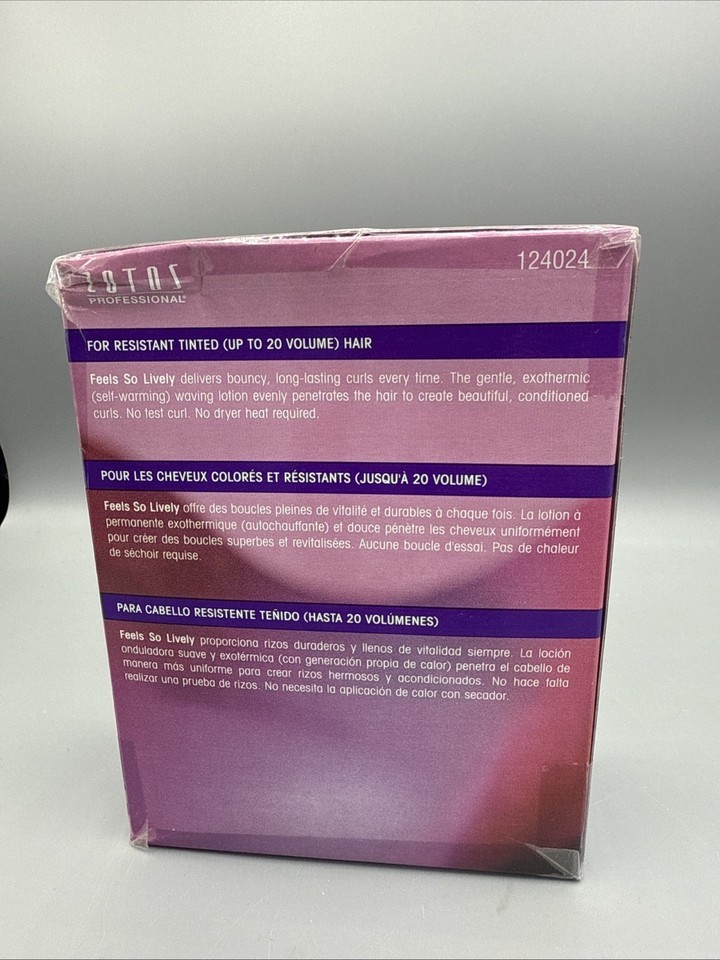 ZOTOS
PROFESSIONAL
124024
FOR RESISTANT TINTED (UP TO 20 VOLUME) HAIR
Feels So Lively delivers bouncy, long-lasting curls every time. The gentle, exothermic
(self-warming) waving lotion evenly penetrates the hair to create beautiful, conditioned
curls. No test curl. No dryer heat required.
POUR LES CHEVEUX COLORÉS ET RÉSISTANTS (JUSQU'À 20 VOLUME)
Feels So Lively offre des boucles pleines de vitalité et durables à chaque fois. La lotion à
permanente exothermique (autochauffante) et douce pénètre les cheveux uniformément
pour créer des boucles superbes et revitalisées. Aucune boucle d'essai. Pas de chaleur
de séchoir requise.
PARA CABELLO RESISTENTE TEÑIDO (HASTA 20 VOLÚMENES)
Feels So Lively proporciona rizos duraderos y llenos de vitalidad siempre. La loción
onduladora suave y exotérmica (con generación propia de calor) penetra el cabello de
manera más uniforme para crear rizos hermosos y acondicionados. No hace falta
realizar una prueba de rizos. No necesita la aplicación de calor con secador.